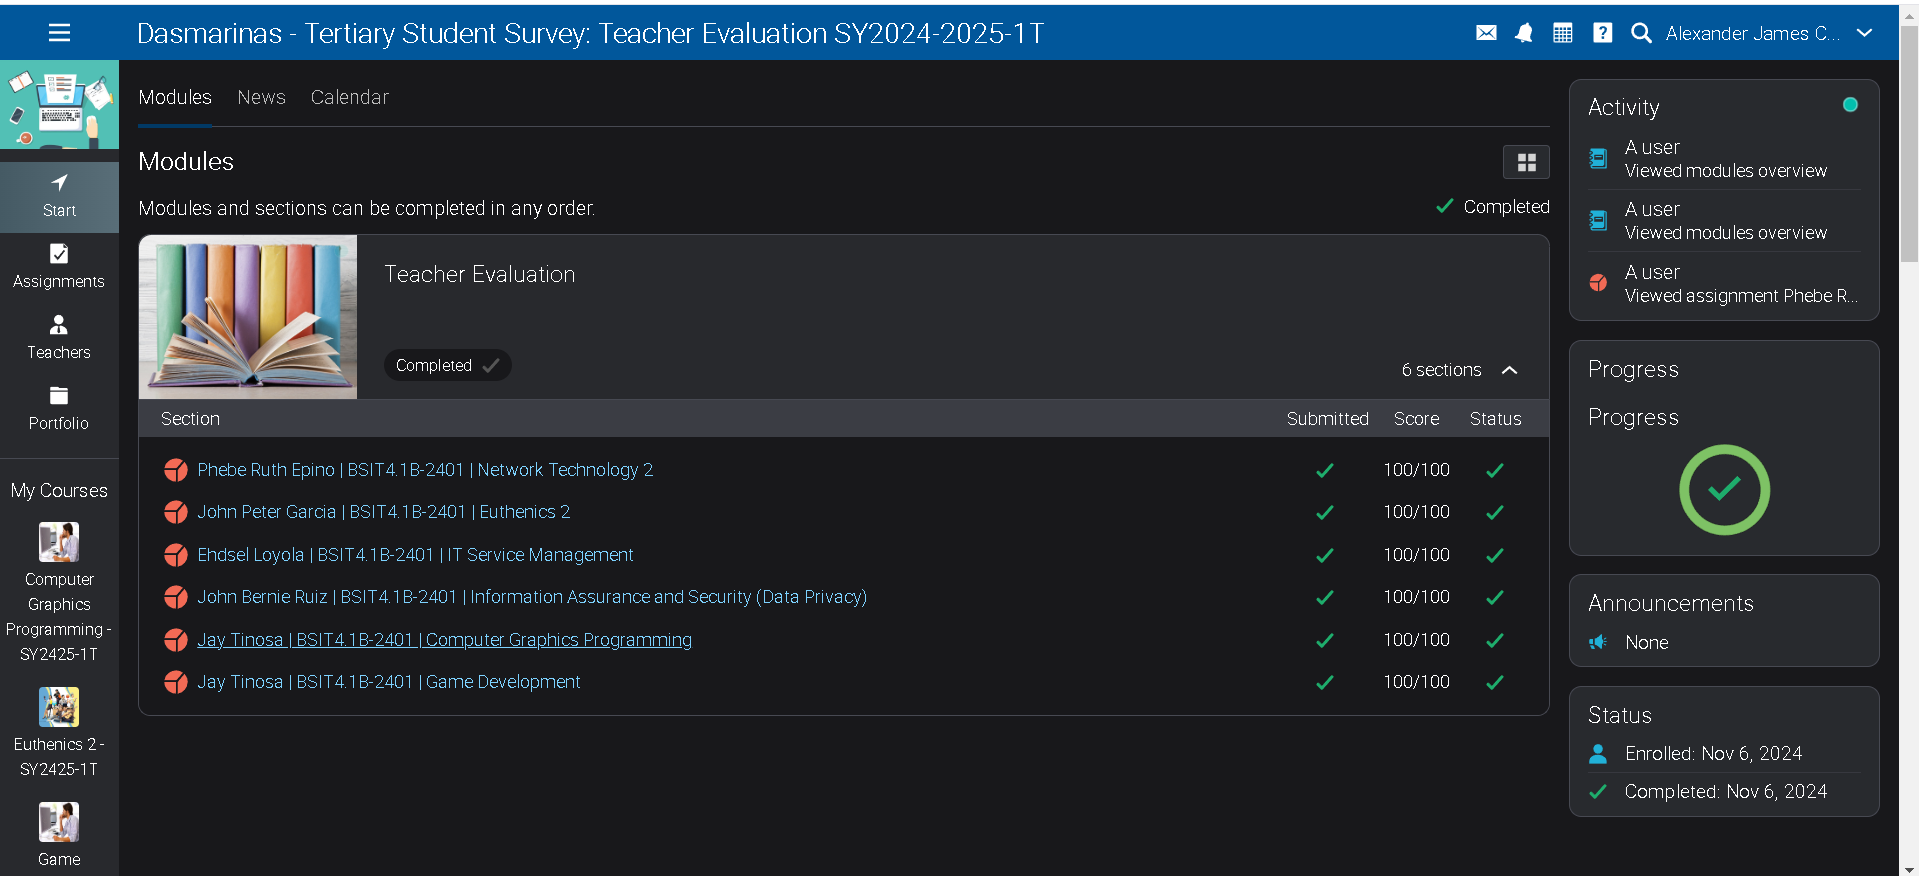 Dasmarinas - Tertiary Student Survey: Teacher Evaluation SY2024-2025-1T
Alexander James C...
Start
Assignments
Teachers
Portfolio
My Courses
Computer
Graphics
Programming -
SY2425-1T
Euthenics 2 -
SY2425-1T
Game
Modules News Calendar
Modules
Modules and sections can be completed in any order.
Completed
Teacher Evaluation
Completed
6 sections
Section Submitted Score Status
Phebe Ruth Epino | BSIT4.1B-2401 | Network Technology 2 100/100
John Peter Garcia | BSIT4.1B-2401 | Euthenics 2 100/100
Ehdsel Loyola | BSIT4.1B-2401 | IT Service Management 100/100
John Bernie Ruiz | BSIT4.1B-2401 | Information Assurance and Security (Data Privacy) 100/100
Jay Tinosa | BSIT4.1B-2401 | Computer Graphics Programming 100/100
Jay Tinosa | BSIT4.1B-2401 | Game Development 100/100
Activity
A user
Viewed modules overview
A user
Viewed modules overview
A user
Viewed assignment Phebe R...
Progress
Progress
Announcements
None
Status
Enrolled: Nov 6, 2024
Completed: Nov 6, 2024